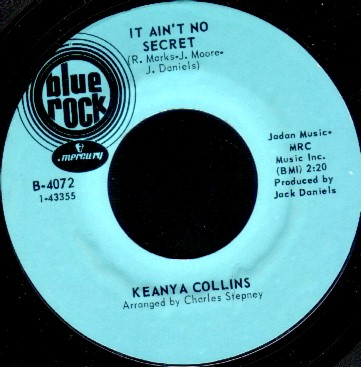 IT AIN'T NO
SECRET
(R. Marks-J. Moore-
J. Daniels)
blue
rock
mercury
B-4072
1-43355
Jadan Music-
MRC
Music Inc.
(BMI) 2:20
Produced by
Jack Daniels
KEANYA COLLINS
Arranged by Charles Stepney